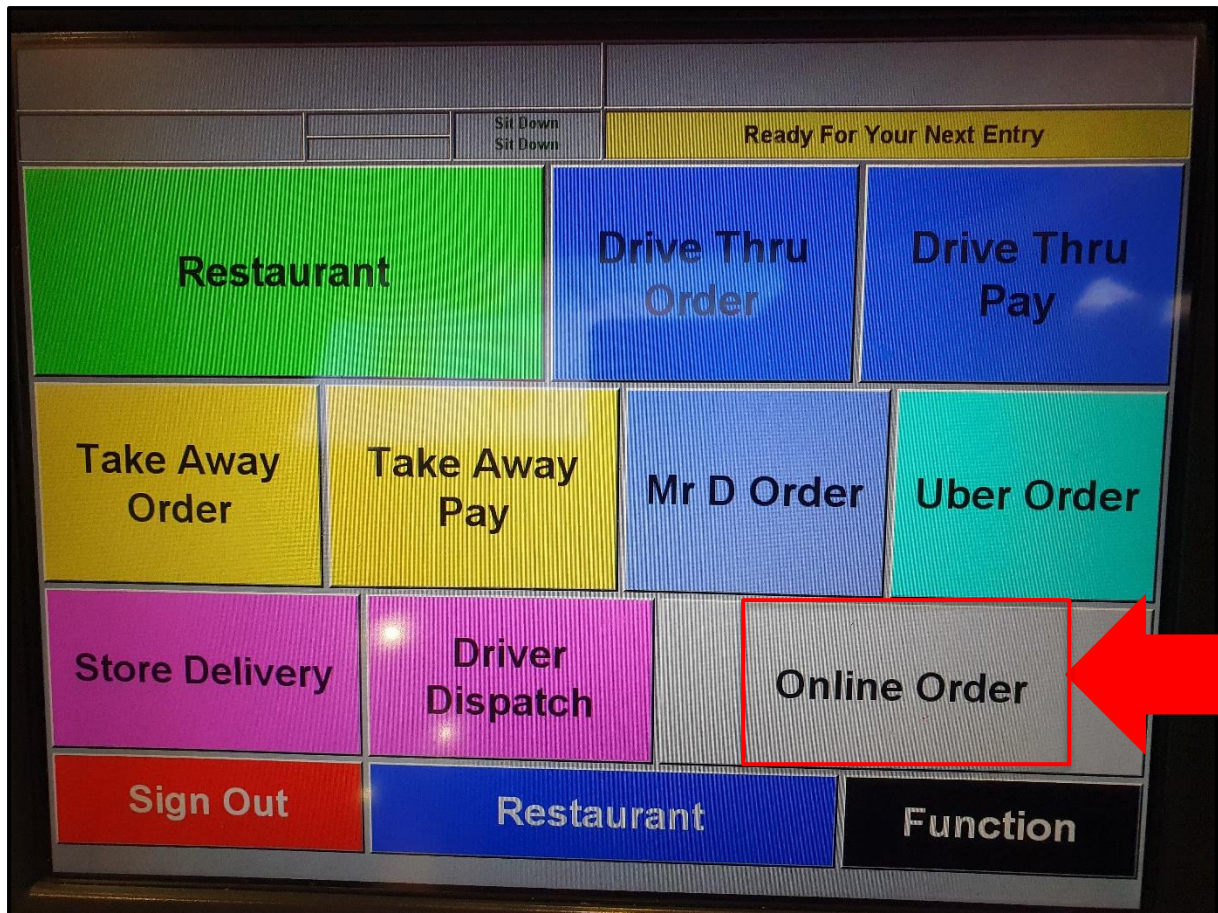 Sit Down
Sit Down
Ready For Your Next Entry
Restaurant
Drive Thru
Order
Drive Thru
Pay
Take Away
Order
Take Away
Pay
Mr D Order
Uber Order
Store Delivery
Driver
Dispatch
Online Order
Sign Out
Restaurant
Function